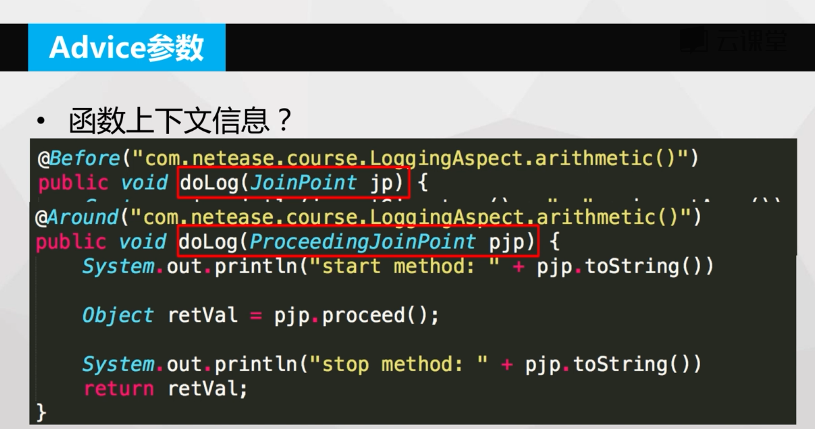 Advice参数
云课堂
• 函数上下文信息？
@Before("com.netease.course.LoggingAspect.arithmetic()")
public void doLog(JoinPoint jp) {
@Around("com.netease.course.LoggingAspect.arithmetic()")
public void doLog(ProceedingJoinPoint pjp) {
System.out.println("start method: " + pjp.toString())
Object retVal = pjp.proceed();
System.out.println("stop method: " + pjp.toString())
return retVal;
}